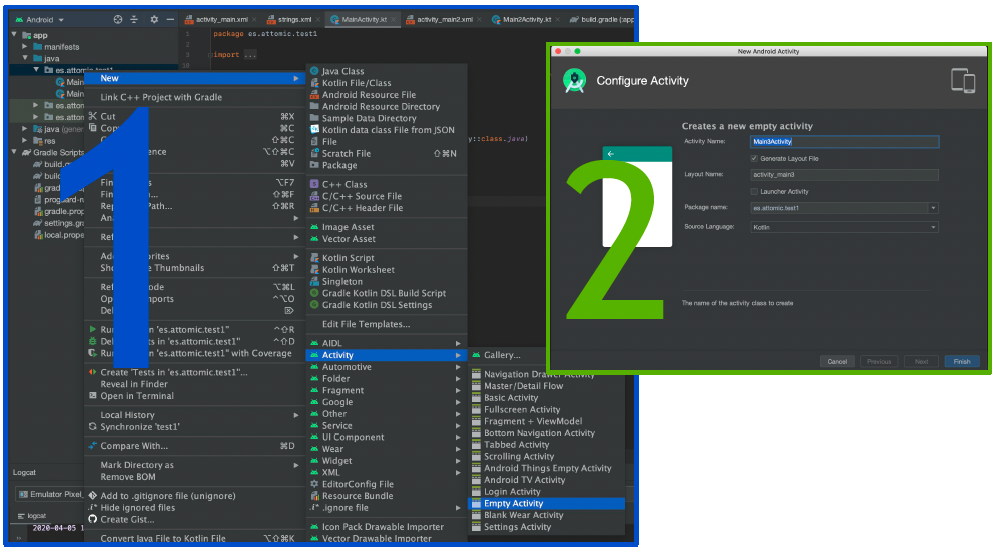 Android
activity_main.xml
strings.xml
MainActivity.kt
activity_main2.xml
Main2Activity.kt
build.gradle (:app
app
manifests
java
es.attomic.test1
Main
Main
es.atton
es.atton
java (gener
res
Gradle Scripts
build.g
build.
grad
proguard-r
gradle.prop
settings.gra
local.prope
1
2
3
10
package es.attomic.test1
import ...
y::class.java)
New
Link C++ Project with Gradle
Cut ⌘X
Cop ⌘C
⇧⌘C
ence ⌥⇧⌘C
⌘V
Fin s ⌥F7
Fin ... ⇧⌘F
Rep Path... ⇧⌘R
An
Ref
Add orites
Sho e Thumbnails ⇧⌘T
Ref ode ⌥⌘L
Op ports ^⌥O
Del ⌦
Run in 'es.attomic.test1" ^⇧R
De ts in 'es.attomic.test1" ^⇧D
Run in 'es.attomic.test1" with Coverage
Create 'Tests in 'es.attomic.test1"...
Reveal in Finder
Open in Terminal
Local History
Synchronize 'test1'
Compare With... ⌘D
Mark Directory as
Remove BOM
Add to .gitignore file (unignore)
Hide ignored files
Create Gist...
Convert Java File to Kotlin File ⌥⇧⌘K
Java Class
Kotlin File/Class
Android Resource File
Android Resource Directory
Sample Data Directory
Kotlin data class File from JSON
File
Scratch File ⇧⌘N
Package
C++ Class
C/C++ Source File
C/C++ Header File
Image Asset
Vector Asset
Kotlin Script
Kotlin Worksheet
Singleton
Gradle Kotlin DSL Build Script
Gradle Kotlin DSL Settings
Edit File Templates...
AIDL
Activity
Automotive
Folder
Fragment
Google
Other
Service
UI Component
Wear
Widget
XML
EditorConfig File
Resource Bundle
.ignore file
Icon Pack Drawable Importer
Vector Drawable Importer
Gallery...
Navigation Drawer Activity
Master/Detail Flow
Basic Activity
Fullscreen Activity
Fragment + ViewModel
Bottom Navigation Activity
Tabbed Activity
Scrolling Activity
Android Things Empty Activity
Android TV Activity
Login Activity
Empty Activity
Blank Wear Activity
Settings Activity
Logcat
Emulator Pixel_
logcat
2020-04-05 1
1
New Android Activity
Configure Activity
Creates a new empty activity
Activity Name: Main3Activity
Generate Layout File
Layout Name: activity_main3
Launcher Activity
Package name: es.attomic.test1
Source Language: Kotlin
The name of the activity class to create
Cancel Previous Next Finish
2